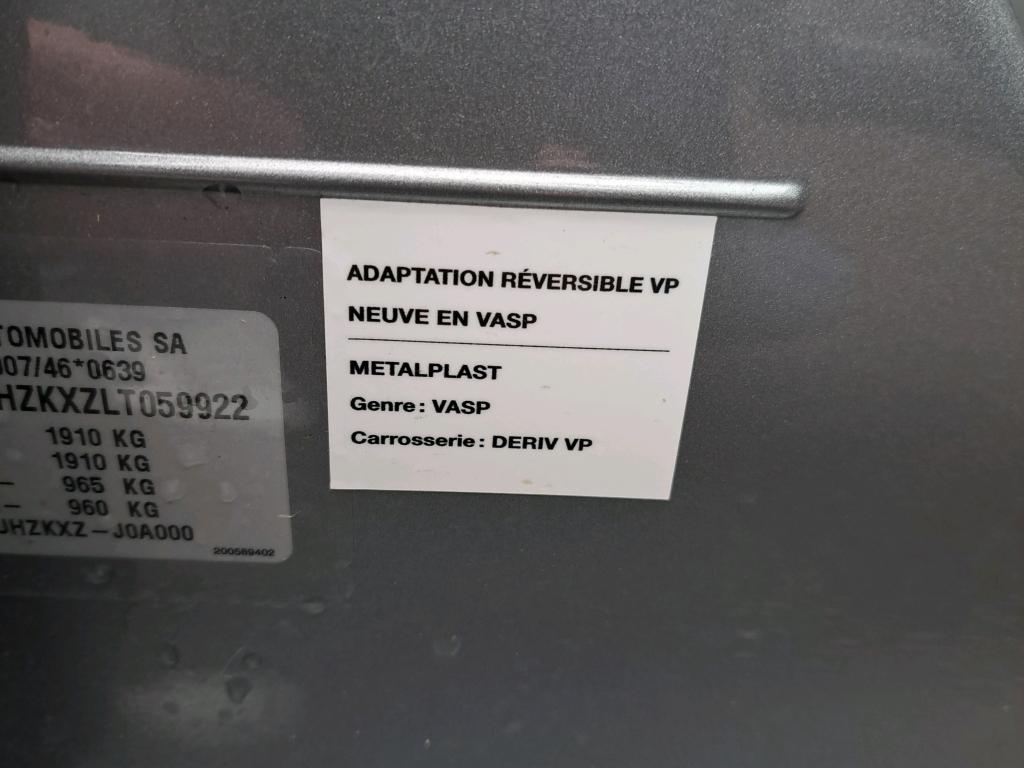 TOMOBILES SA
007/46*0639
HZKXZLT059922
1910 KG
1910 KG
– 965 KG
– 960 KG
JHZKXZ–J0A000
200589402
ADAPTATION RÉVERSIBLE VP
NEUVE EN VASP
METALPLAST
Genre: VASP
Carrosserie: DERIV VP